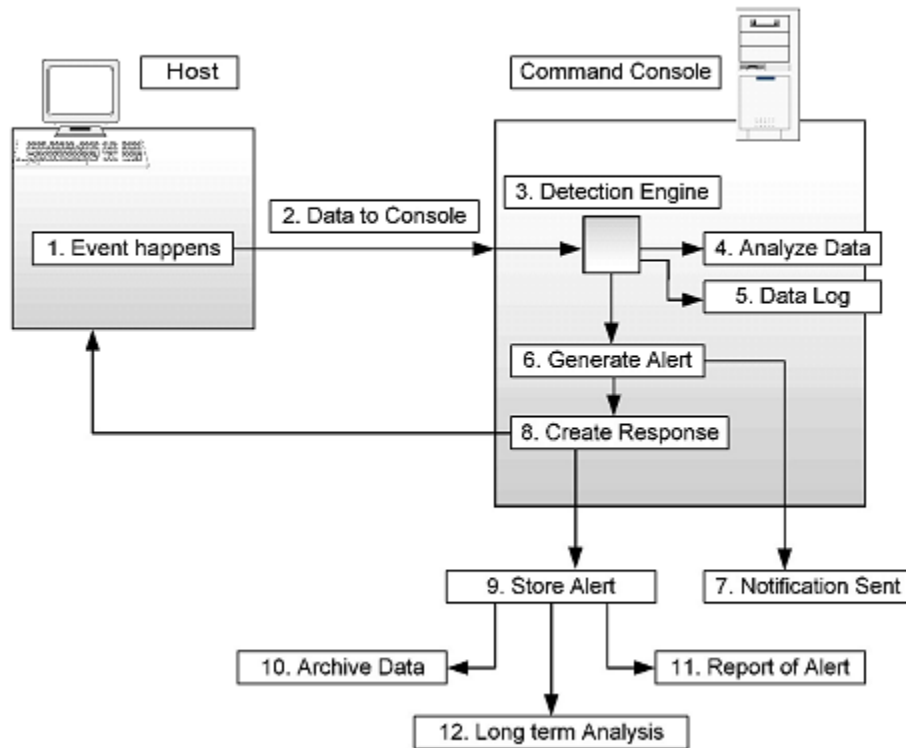 Host
Command Console
3. Detection Engine
2. Data to Console
1. Event happens
4. Analyze Data
5. Data Log
6. Generate Alert
8. Create Response
9. Store Alert
7. Notification Sent
10. Archive Data
11. Report of Alert
12. Long term Analysis